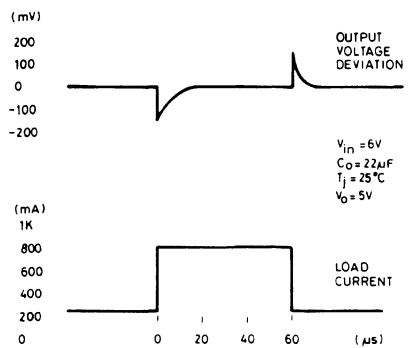 (mV)
200
100
0
-100
-200
OUTPUT
VOLTAGE
DEVIATION
Vin = 6V
Co = 22µF
Tj = 25°C
Vo = 5V
(mA)
1K
800
600
400
200
0
LOAD
CURRENT
0 20 40 60 (µs)